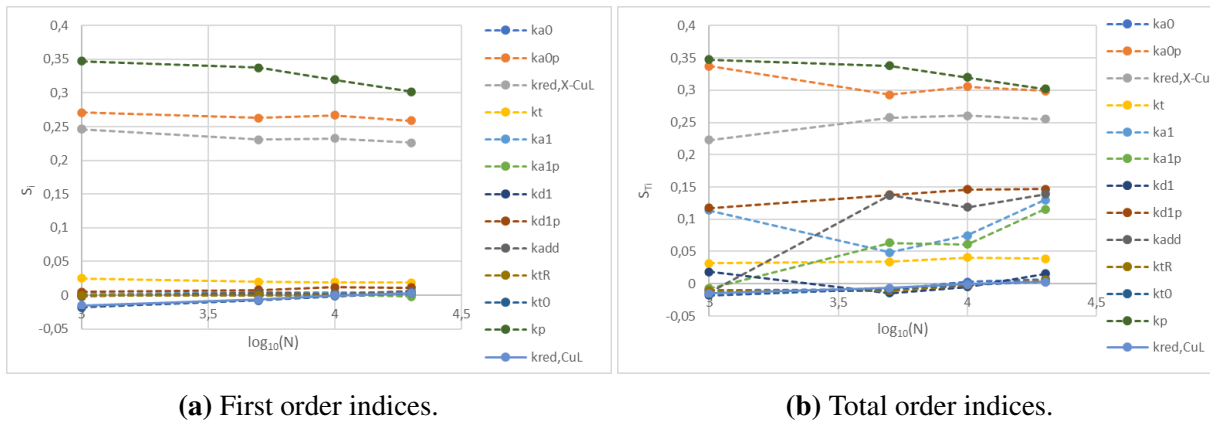 0,4
0,35
0,3
0,25
0,2
0,15
0,1
0,05
0
-0,05
S_i
3
3,5
4
4,5
log₁₀(N)
ka0
ka0p
kred,X-CuL
kt
ka1
ka1p
kd1
kd1p
kadd
ktR
kt0
kp
kred,CuL
(a) First order indices.
0,4
0,35
0,3
0,25
0,2
0,15
0,1
0,05
0
-0,05
S_Ti
3
3,5
4
4,5
log₁₀(N)
ka0
ka0p
kred,X-CuL
kt
ka1
ka1p
kd1
kd1p
kadd
ktR
kt0
kp
kred,CuL
(b) Total order indices.